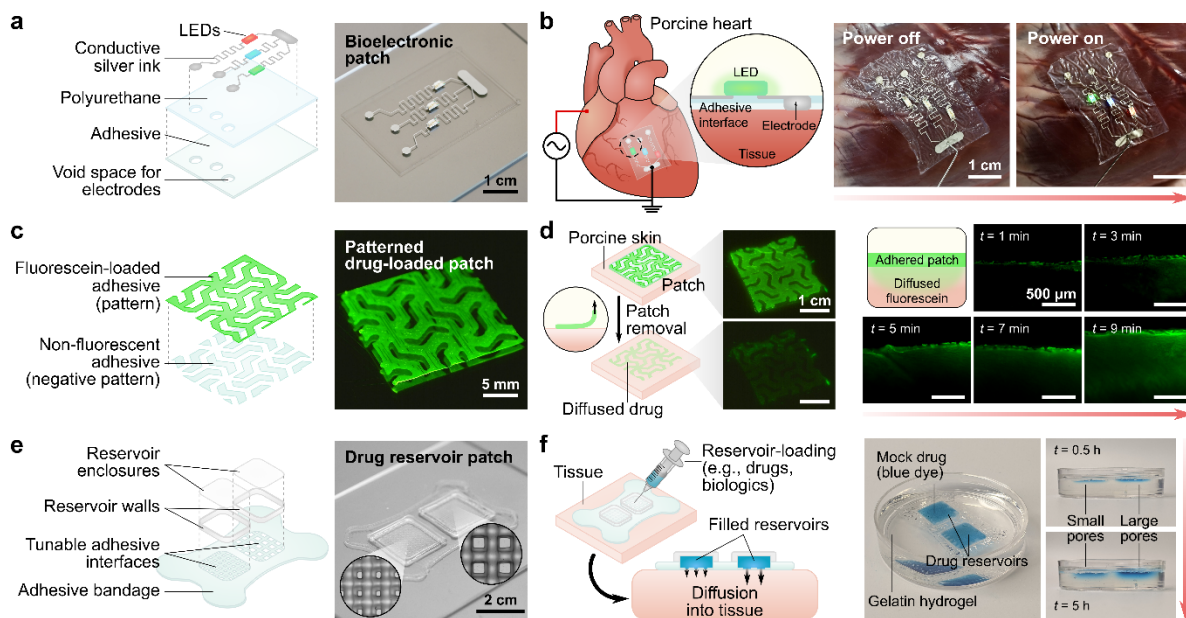 a
LEDs
Conductive
silver ink
Polyurethane
Adhesive
Void space for
electrodes
Bioelectronic
patch
1 cm
b
Porcine heart
LED
Adhesive
interface
Electrode
Tissue
Power off
1 cm
Power on
c
Fluorescein-loaded
adhesive
(pattern)
Non-fluorescent
adhesive
(negative pattern)
Patterned
drug-loaded patch
5 mm
d
Porcine skin
Patch
Patch
removal
Diffused drug
1 cm
Adhered patch
Diffused
fluorescein
t = 1 min
500 µm
t = 3 min
t = 5 min
t = 7 min
t = 9 min
e
Reservoir
enclosures
Reservoir walls
Tunable adhesive
interfaces
Adhesive bandage
Drug reservoir patch
2 cm
f
Tissue
Reservoir-loading
(e.g., drugs,
biologics)
Filled reservoirs
Diffusion
into tissue
Mock drug
(blue dye)
Drug reservoirs
Gelatin hydrogel
t = 0.5 h
Small
pores
Large
pores
t = 5 h